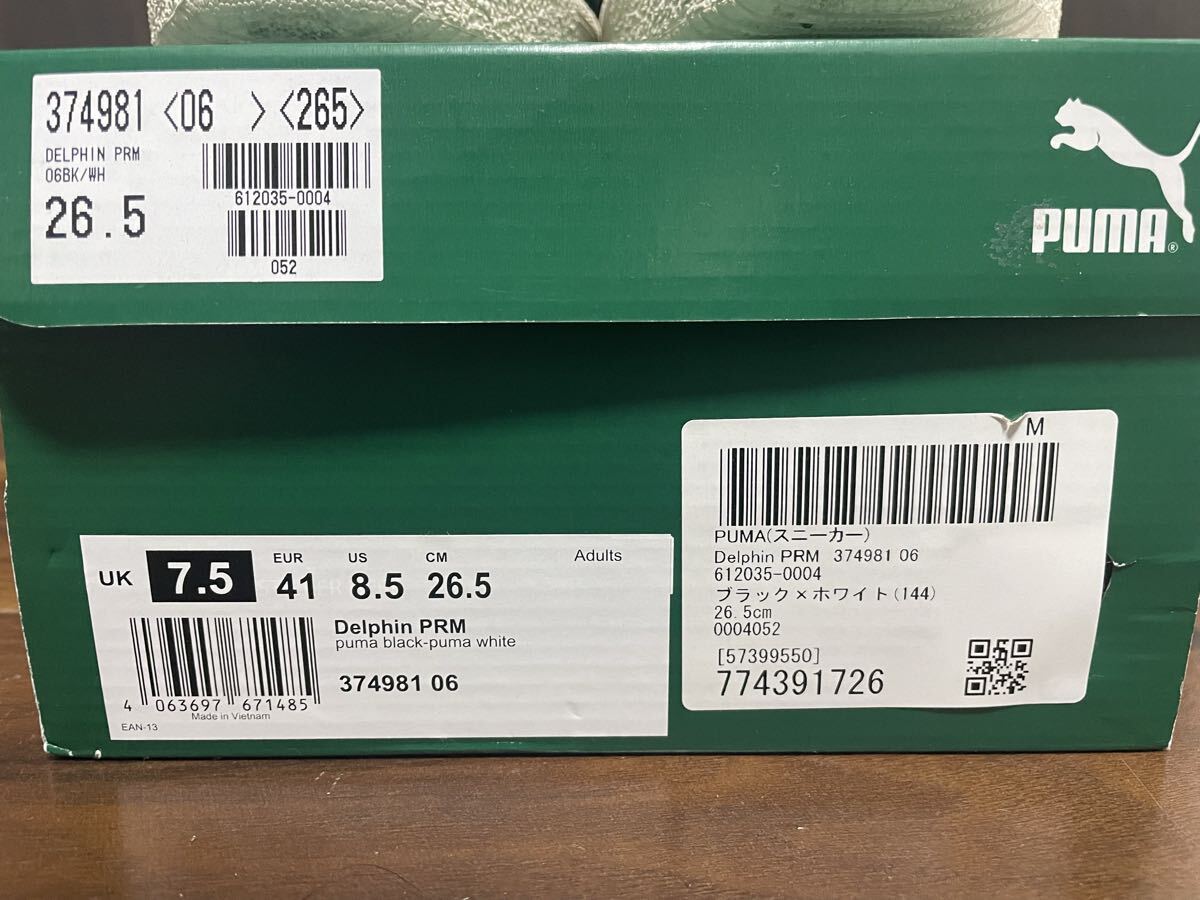 374981 <06 > <265>
DELPHIN PRM
06BK/WH
612035-0004
26.5
052
PUMA®
M
PUMA(スニーカー)
Delphin PRM 374981 06
612035-0004
ブラック×ホワイト(144)
26.5cm
0004052
[57399550]
774391726
UK 7.5 EUR 41 US 8.5 CM 26.5 Adults
Delphin PRM
puma black-puma white
374981 06
4 063697 671485
Made in Vietnam
EAN-13